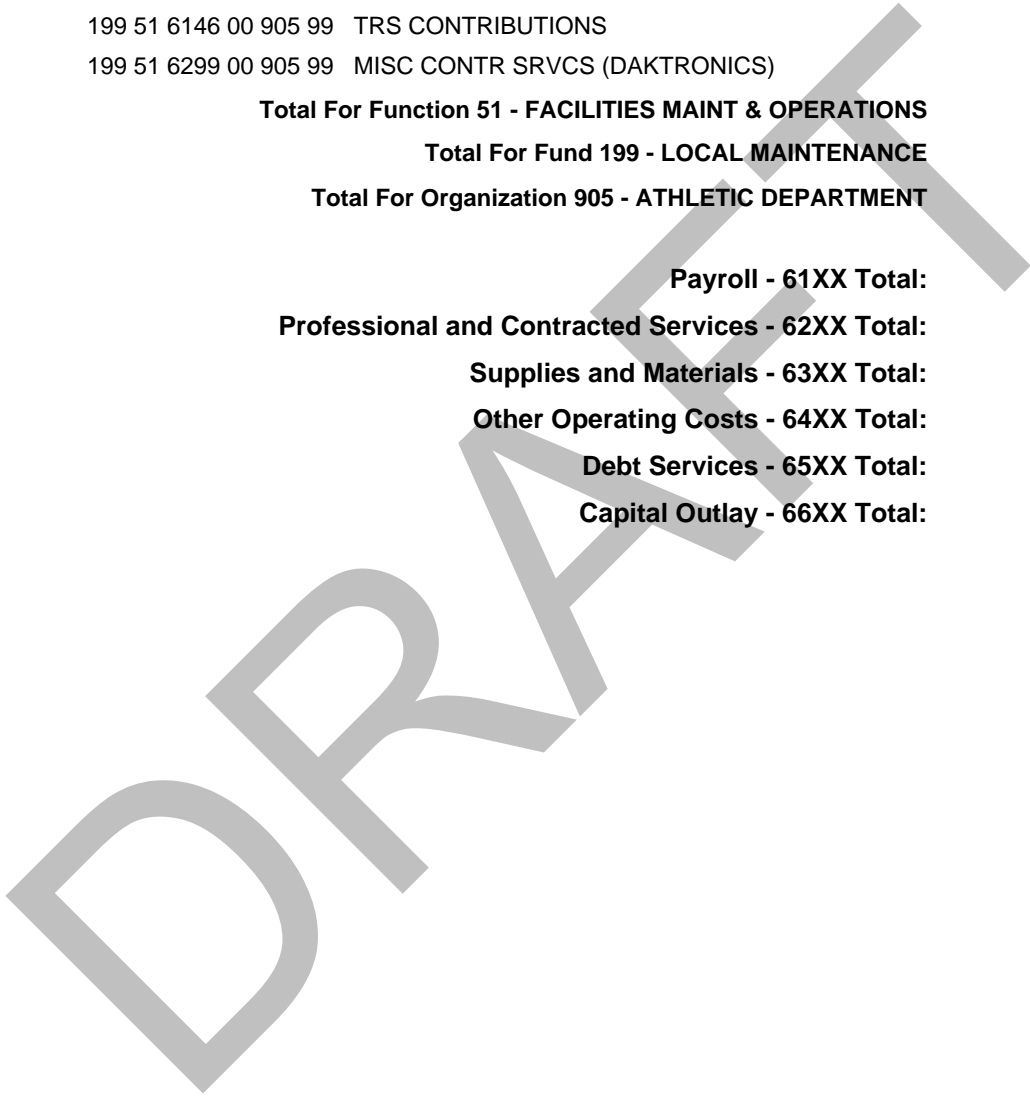 199 51 6146 00 905 99 TRS CONTRIBUTIONS
199 51 6299 00 905 99 MISC CONTR SRVCS (DAKTRONICS)
Total For Function 51 - FACILITIES MAINT & OPERATIONS
Total For Fund 199 - LOCAL MAINTENANCE
Total For Organization 905 - ATHLETIC DEPARTMENT
Payroll - 61XX Total:
Professional and Contracted Services - 62XX Total:
Supplies and Materials - 63XX Total:
Other Operating Costs - 64XX Total:
Debt Services - 65XX Total:
Capital Outlay - 66XX Total:
DRAFT